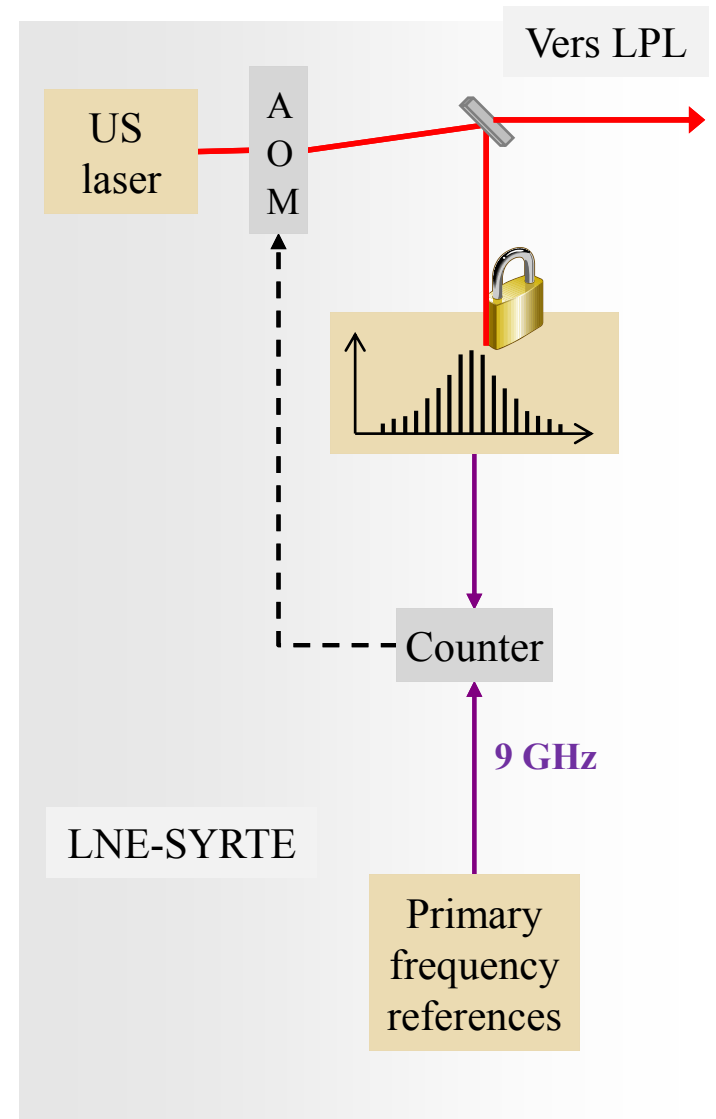 Vers LPL
US
laser
A
O
M
Counter
9 GHz
LNE-SYRTE
Primary
frequency
references